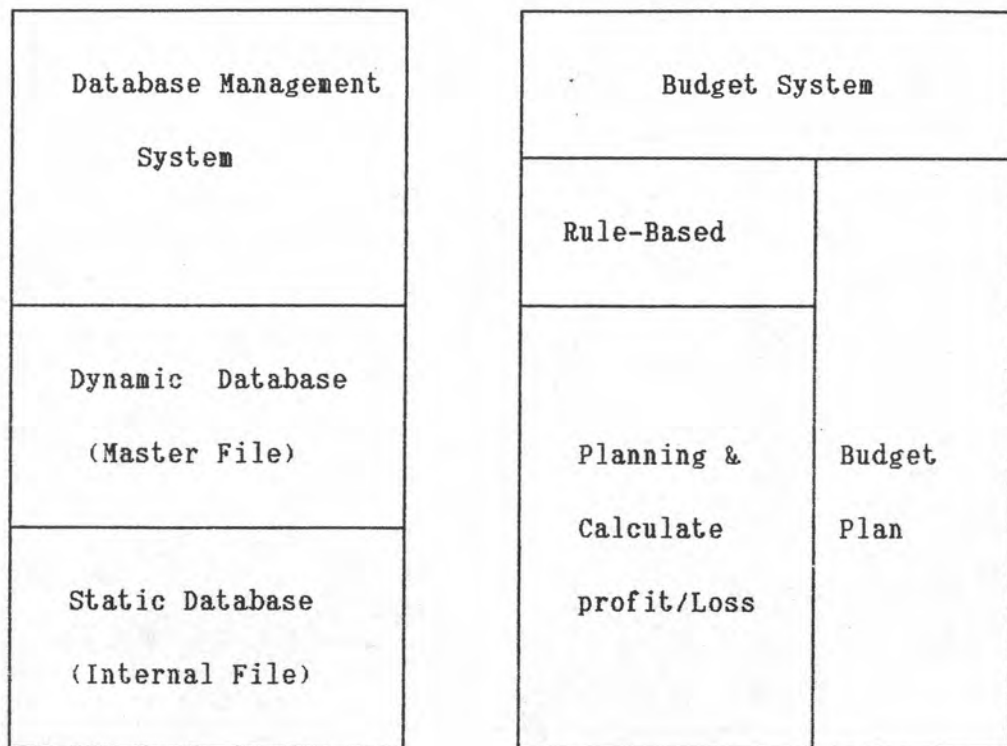 Database Management
System
Dynamic Database
(Master File)
Static Database
(Internal File)
Budget System
Rule-Based
Planning &
Calculate
profit/Loss
Budget
Plan